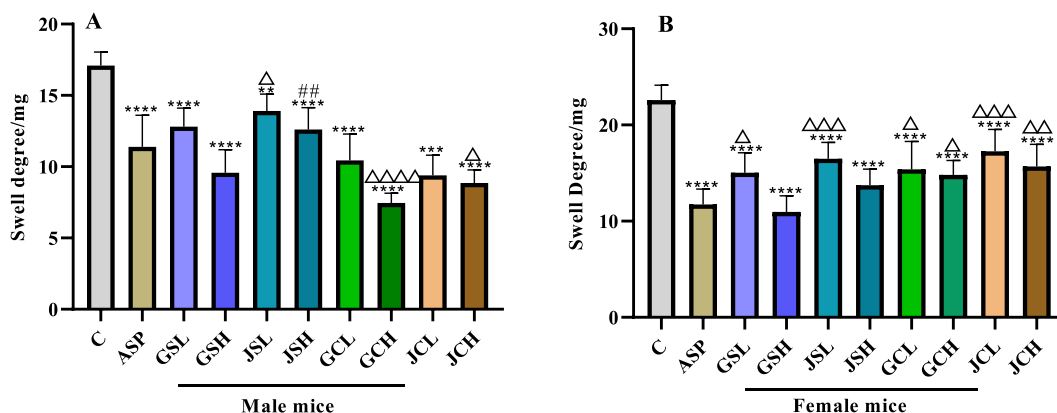 A
Swell degree/mg
20
15
10
5
0
****
****
****
△
**
##
****
****
△△△△
****
***
△
****
C
ASP
GSL
GSH
JSL
JSH
GCL
GCH
JCL
JCH
Male mice
B
Swell Degree/mg
30
20
10
0
****
△
****
****
△△△
****
****
△
****
△
****
△△△
****
△△
****
C
ASP
GSL
GSH
JSL
JSH
GCL
GCH
JCL
JCH
Female mice